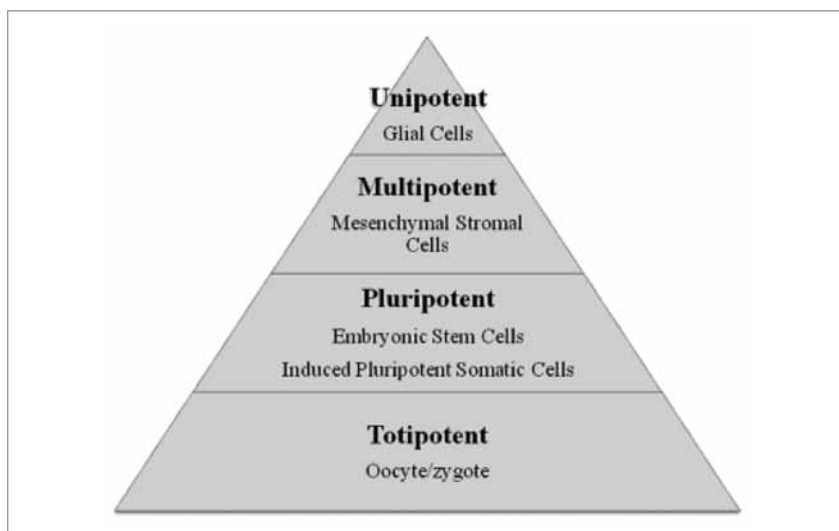 Unipotent
Glial Cells
Multipotent
Mesenchymal Stromal
Cells
Pluripotent
Embryonic Stem Cells
Induced Pluripotent Somatic Cells
Totipotent
Oocyte/zygote